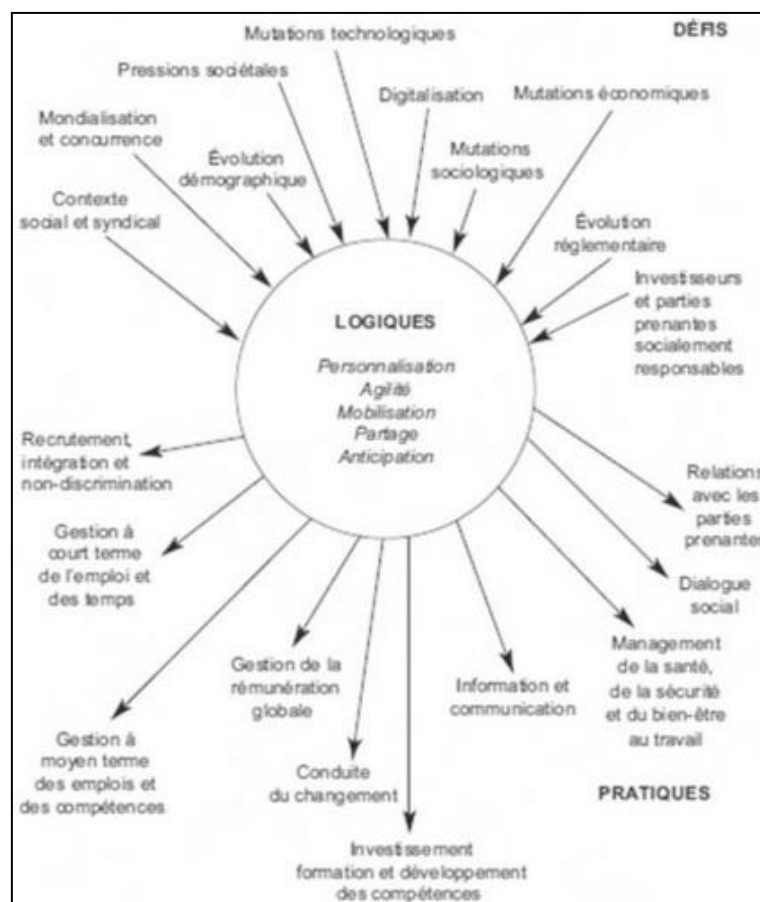 Mutations technologiques
DÉFIS
Pressions sociétales
Digitalisation
Mutations économiques
Mondialisation
et concurrence
Évolution
démographique
Mutations
sociologiques
Contexte
social et syndical
Évolution
réglementaire
Investisseurs
et parties
prenantes
socialement
responsables
LOGIQUES
Personnalisation
Agilité
Mobilisation
Partage
Anticipation
Recrutement,
intégration et
non-discrimination
Relations
avec les
parties
prenantes
Gestion à
court terme
de l'emploi et
des temps
Dialogue
social
Management
de la santé,
de la sécurité
et du bien-être
au travail
Gestion de la
rémunération
globale
Information et
communication
Gestion à
moyen terme
des emplois et
des compétences
Conduite
du changement
PRATIQUES
Investissement
formation et développement
des compétences